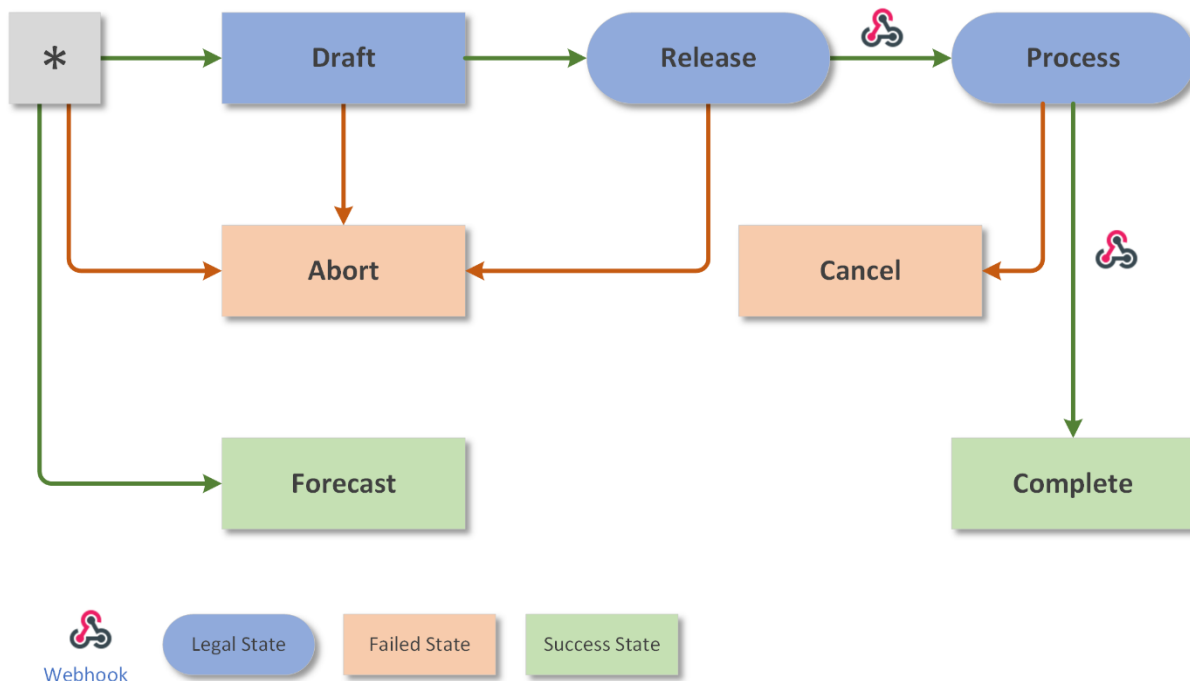 *
Draft
Release
Process
Abort
Cancel
Forecast
Complete
Webhook
Legal State
Failed State
Success State